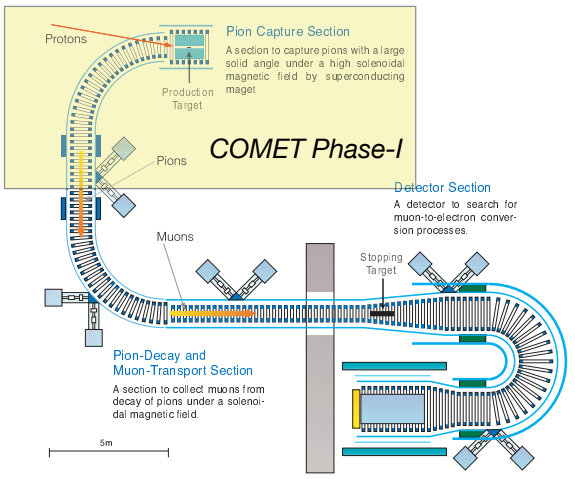 Protons
Pion Capture Section
A section to capture pions with a large
solid angle under a high solenoidal
magnetic field by superconducting
maget
Production
Target
COMET Phase-I
Pions
Detector Section
A detector to search for
muon-to-electron conver-
sion processes.
Muons
Stopping
Target
Pion-Decay and
Muon-Transport Section
A section to collect muons from
decay of pions under a solenoi-
dal magnetic field.
5m